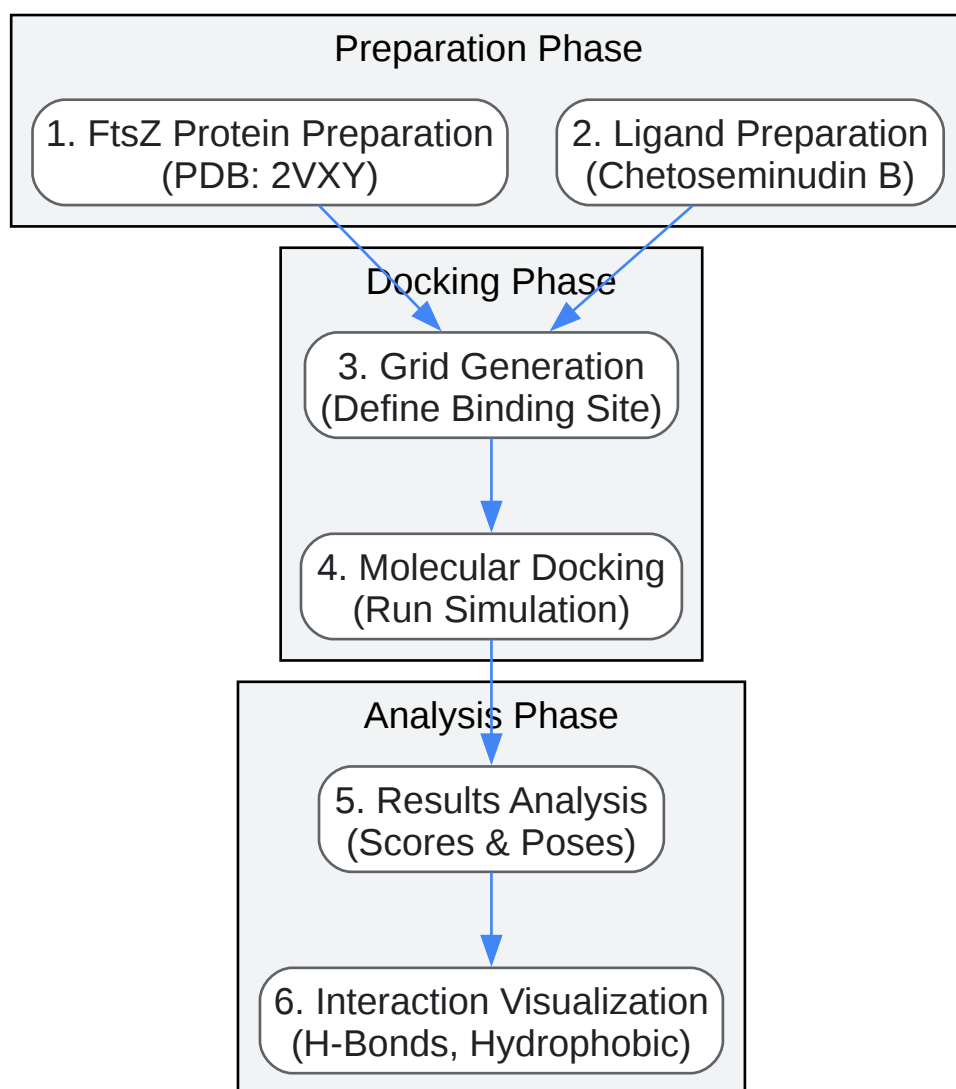 Preparation Phase
1. FtsZ Protein Preparation
(PDB: 2VXY)
2. Ligand Preparation
(Chetoseminudin B)
Docking Phase
3. Grid Generation
(Define Binding Site)
4. Molecular Docking
(Run Simulation)
Analysis Phase
5. Results Analysis
(Scores & Poses)
6. Interaction Visualization
(H-Bonds, Hydrophobic)